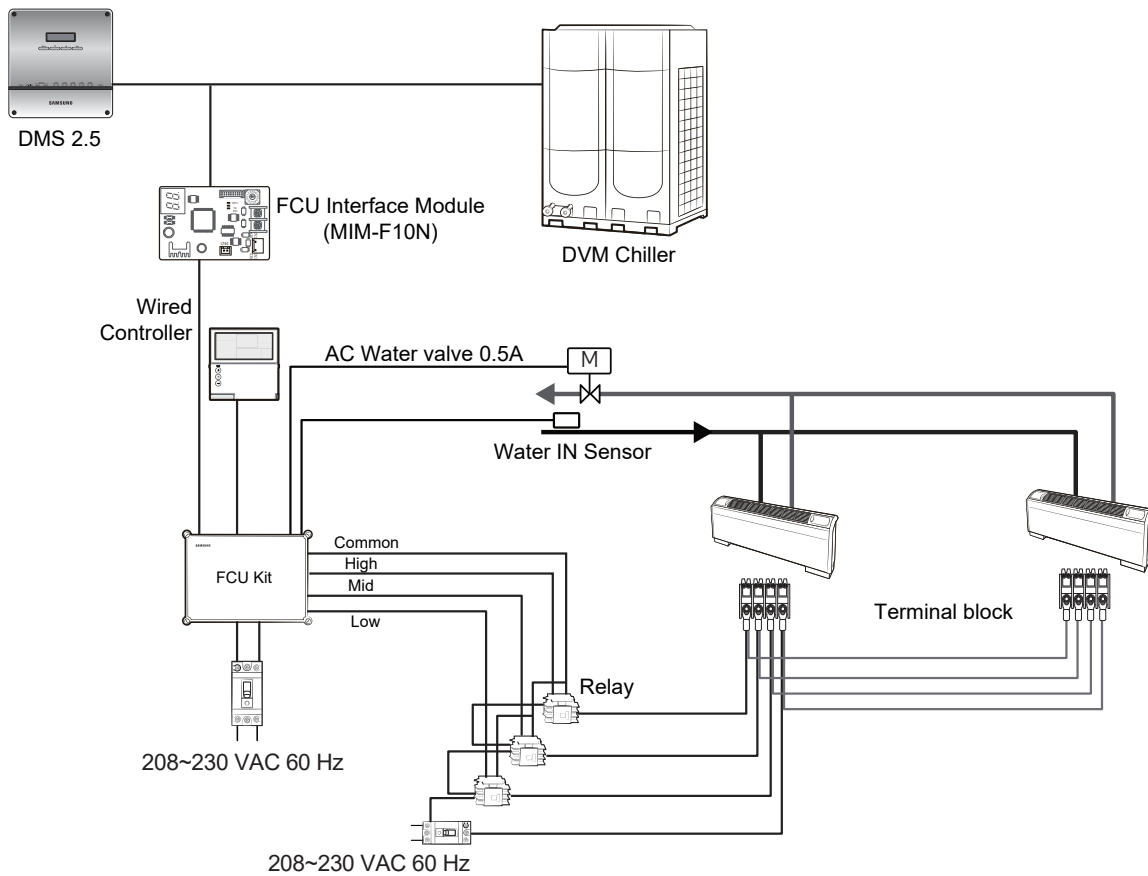 SAMSUNG
DMS 2.5
FCU Interface Module
(MIM-F10N)
DVM Chiller
Wired
Controller
AC Water valve 0.5A
M
Water IN Sensor
SAMSUNG
FCU Kit
Common
High
Mid
Low
Terminal block
Relay
208~230 VAC 60 Hz
208~230 VAC 60 Hz